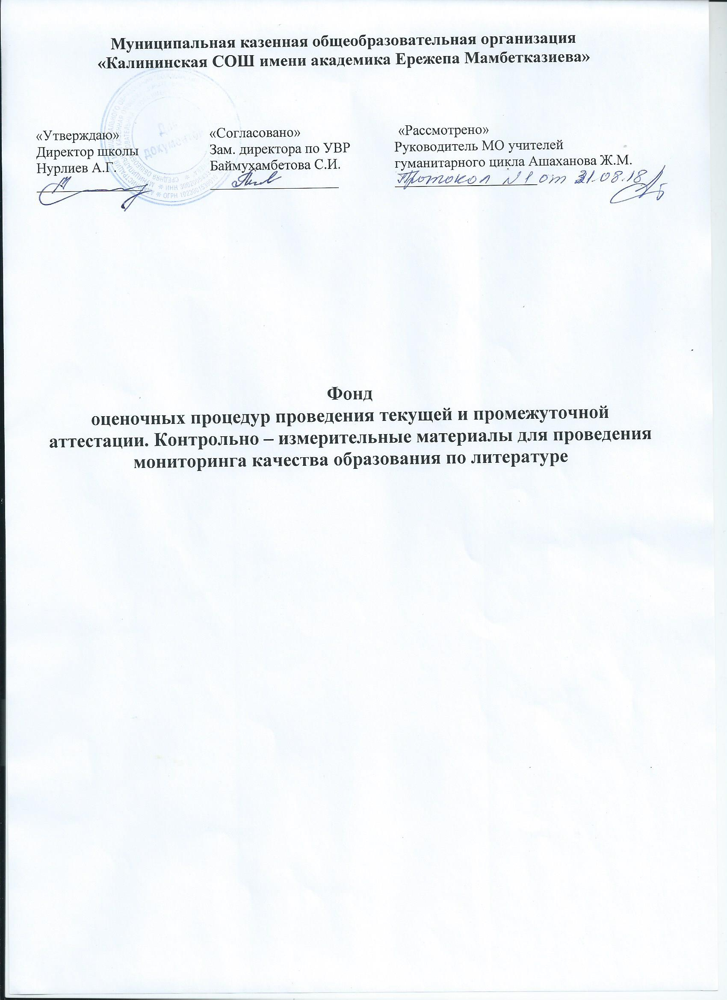 Муниципальная казенная общеобразовательная организация
«Калининская СОШ имени академика Ережепа Мамбетказиева»
«Утверждаю»
Директор школы
Нурлиев А.Г.
«Согласовано»
Зам. директора по УВР
Баймухамбетова С.И.
«Рассмотрено»
Руководитель МО учителей
гуманитарного цикла Ашаханова Ж.М.
Протокол №1 от 31.08.18
Для
документов
Фонд
оценочных процедур проведения текущей и промежуточной
аттестации. Контрольно – измерительные материалы для проведения
мониторинга качества образования по литературе